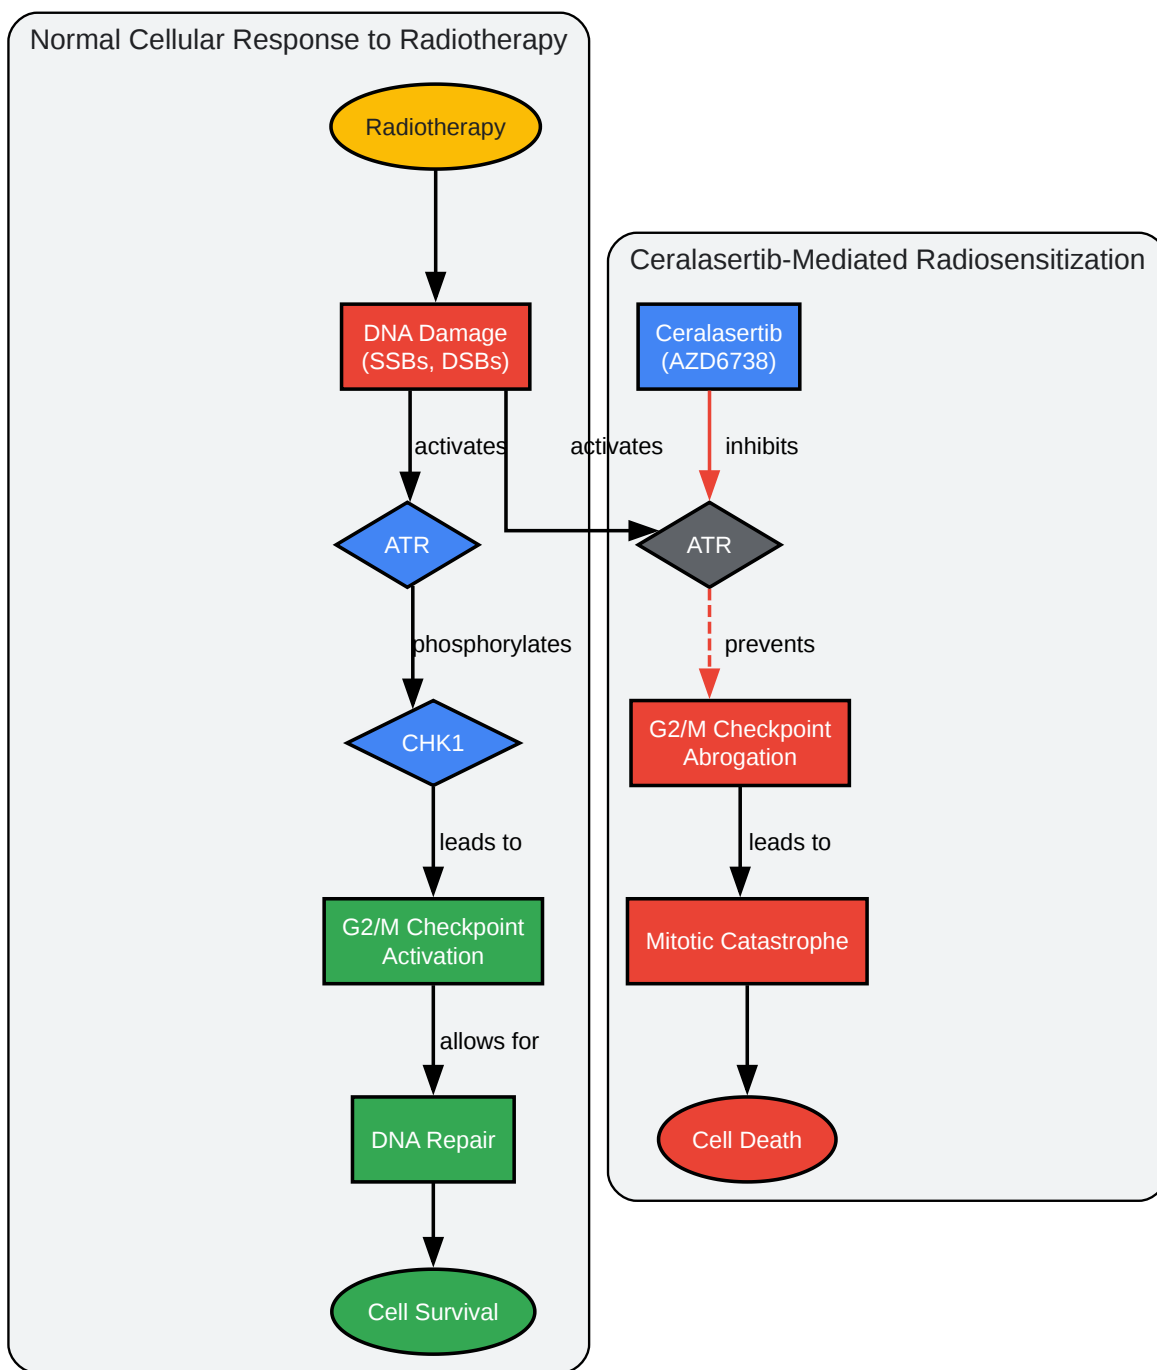 Normal Cellular Response to Radiotherapy
Radiotherapy
DNA Damage
(SSBs, DSBs)
activates
ATR
phosphorylates
CHK1
leads to
G2/M Checkpoint
Activation
allows for
DNA Repair
Cell Survival
Ceralasertib-Mediated Radiosensitization
Ceralasertib
(AZD6738)
activates
inhibits
ATR
prevents
G2/M Checkpoint
Abrogation
leads to
Mitotic Catastrophe
Cell Death